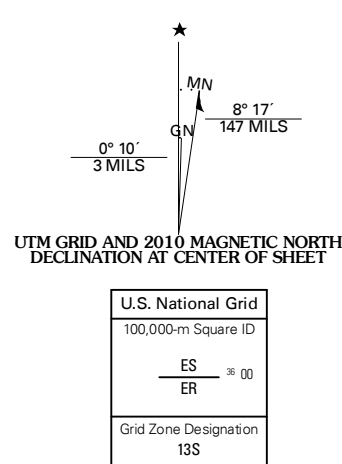 ★
MN
8° 17´
147 MILS
GN
0° 10´
3 MILS
UTM GRID AND 2010 MAGNETIC NORTH
DECLINATION AT CENTER OF SHEET
U.S. National Grid
100,000-m Square ID
ES
36 00
ER
Grid Zone Designation
13S